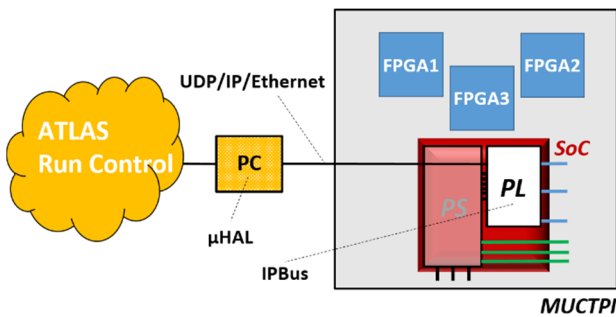 FPGA1
FPGA2
FPGA3
UDP/IP/Ethernet
ATLAS
Run Control
PC
SoC
PS
PL
μHAL
IPBus
MUCTPI